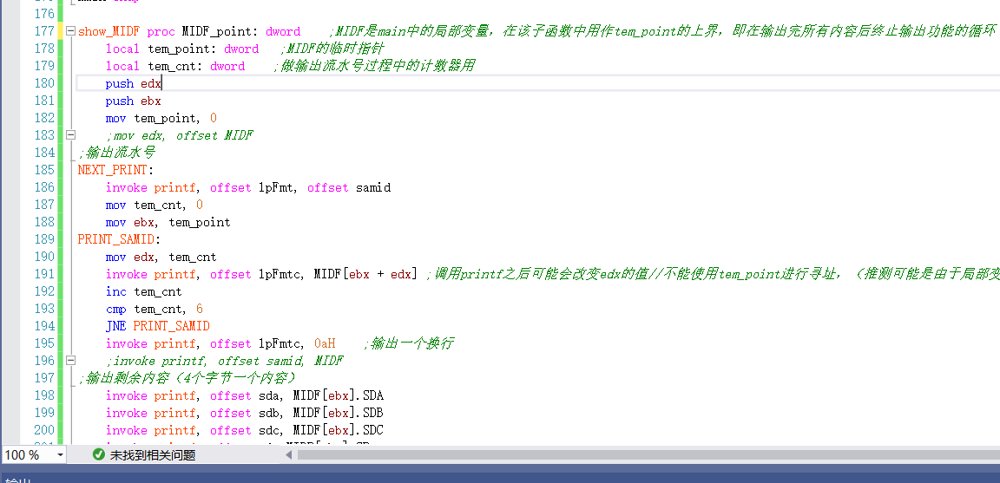 176
177 show_MIDF proc MIDF_point: dword ;MIDF是main中的局部变量，在该子函数中用作tem_point的上界，即在输出完所有内容后终止输出功能的循环
178 local tem_point: dword ;MIDF的临时指针
179 local tem_cnt: dword ;做输出流水号过程中的计数器用
180 push edx
181 push ebx
182 mov tem_point, 0
183 ;mov edx, offset MIDF
184 ;输出流水号
185 NEXT_PRINT:
186 invoke printf, offset lpFmt, offset samid
187 mov tem_cnt, 0
188 mov ebx, tem_point
189 PRINT_SAMID:
190 mov edx, tem_cnt
191 invoke printf, offset lpFmtc, MIDF[ebx + edx] ;调用printf之后可能会改变edx的值//不能使用tem_point进行寻址，（推测可能是由于局部变
192 inc tem_cnt
193 cmp tem_cnt, 6
194 JNE PRINT_SAMID
195 invoke printf, offset lpFmtc, 0aH ;输出一个换行
196 ;invoke printf, offset samid, MIDF
197 ;输出剩余内容（4个字节一个内容）
198 invoke printf, offset sda, MIDF[ebx].SDA
199 invoke printf, offset sdb, MIDF[ebx].SDB
200 invoke printf, offset sdc, MIDF[ebx].SDC
100 % 未找到相关问题